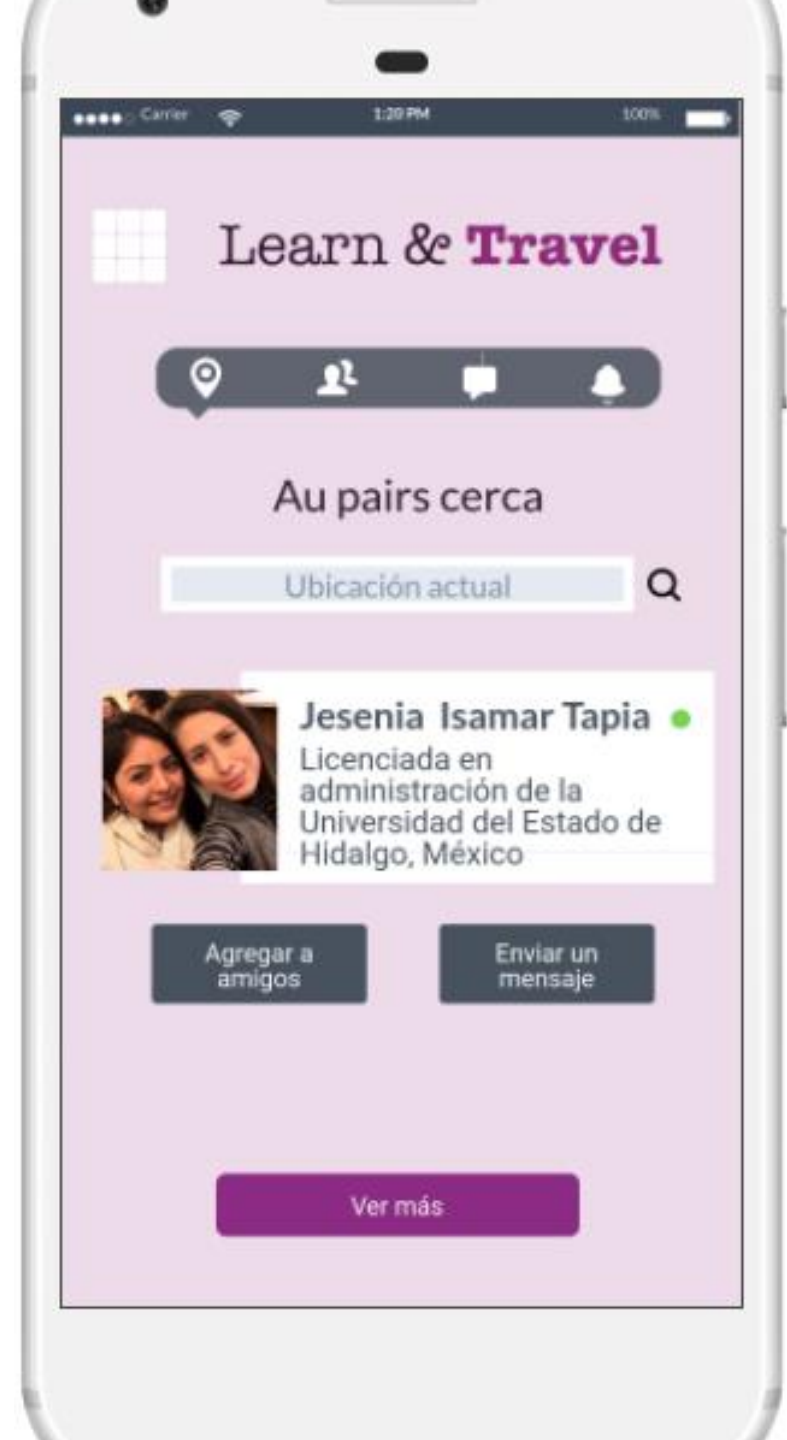 Carrier 1:20 PM 100%
Learn & Travel
Au pairs cerca
Ubicación actual
Jesenia Isamar Tapia
Licenciada en
administración de la
Universidad del Estado de
Hidalgo, México
Agregar a
amigos
Enviar un
mensaje
Ver más